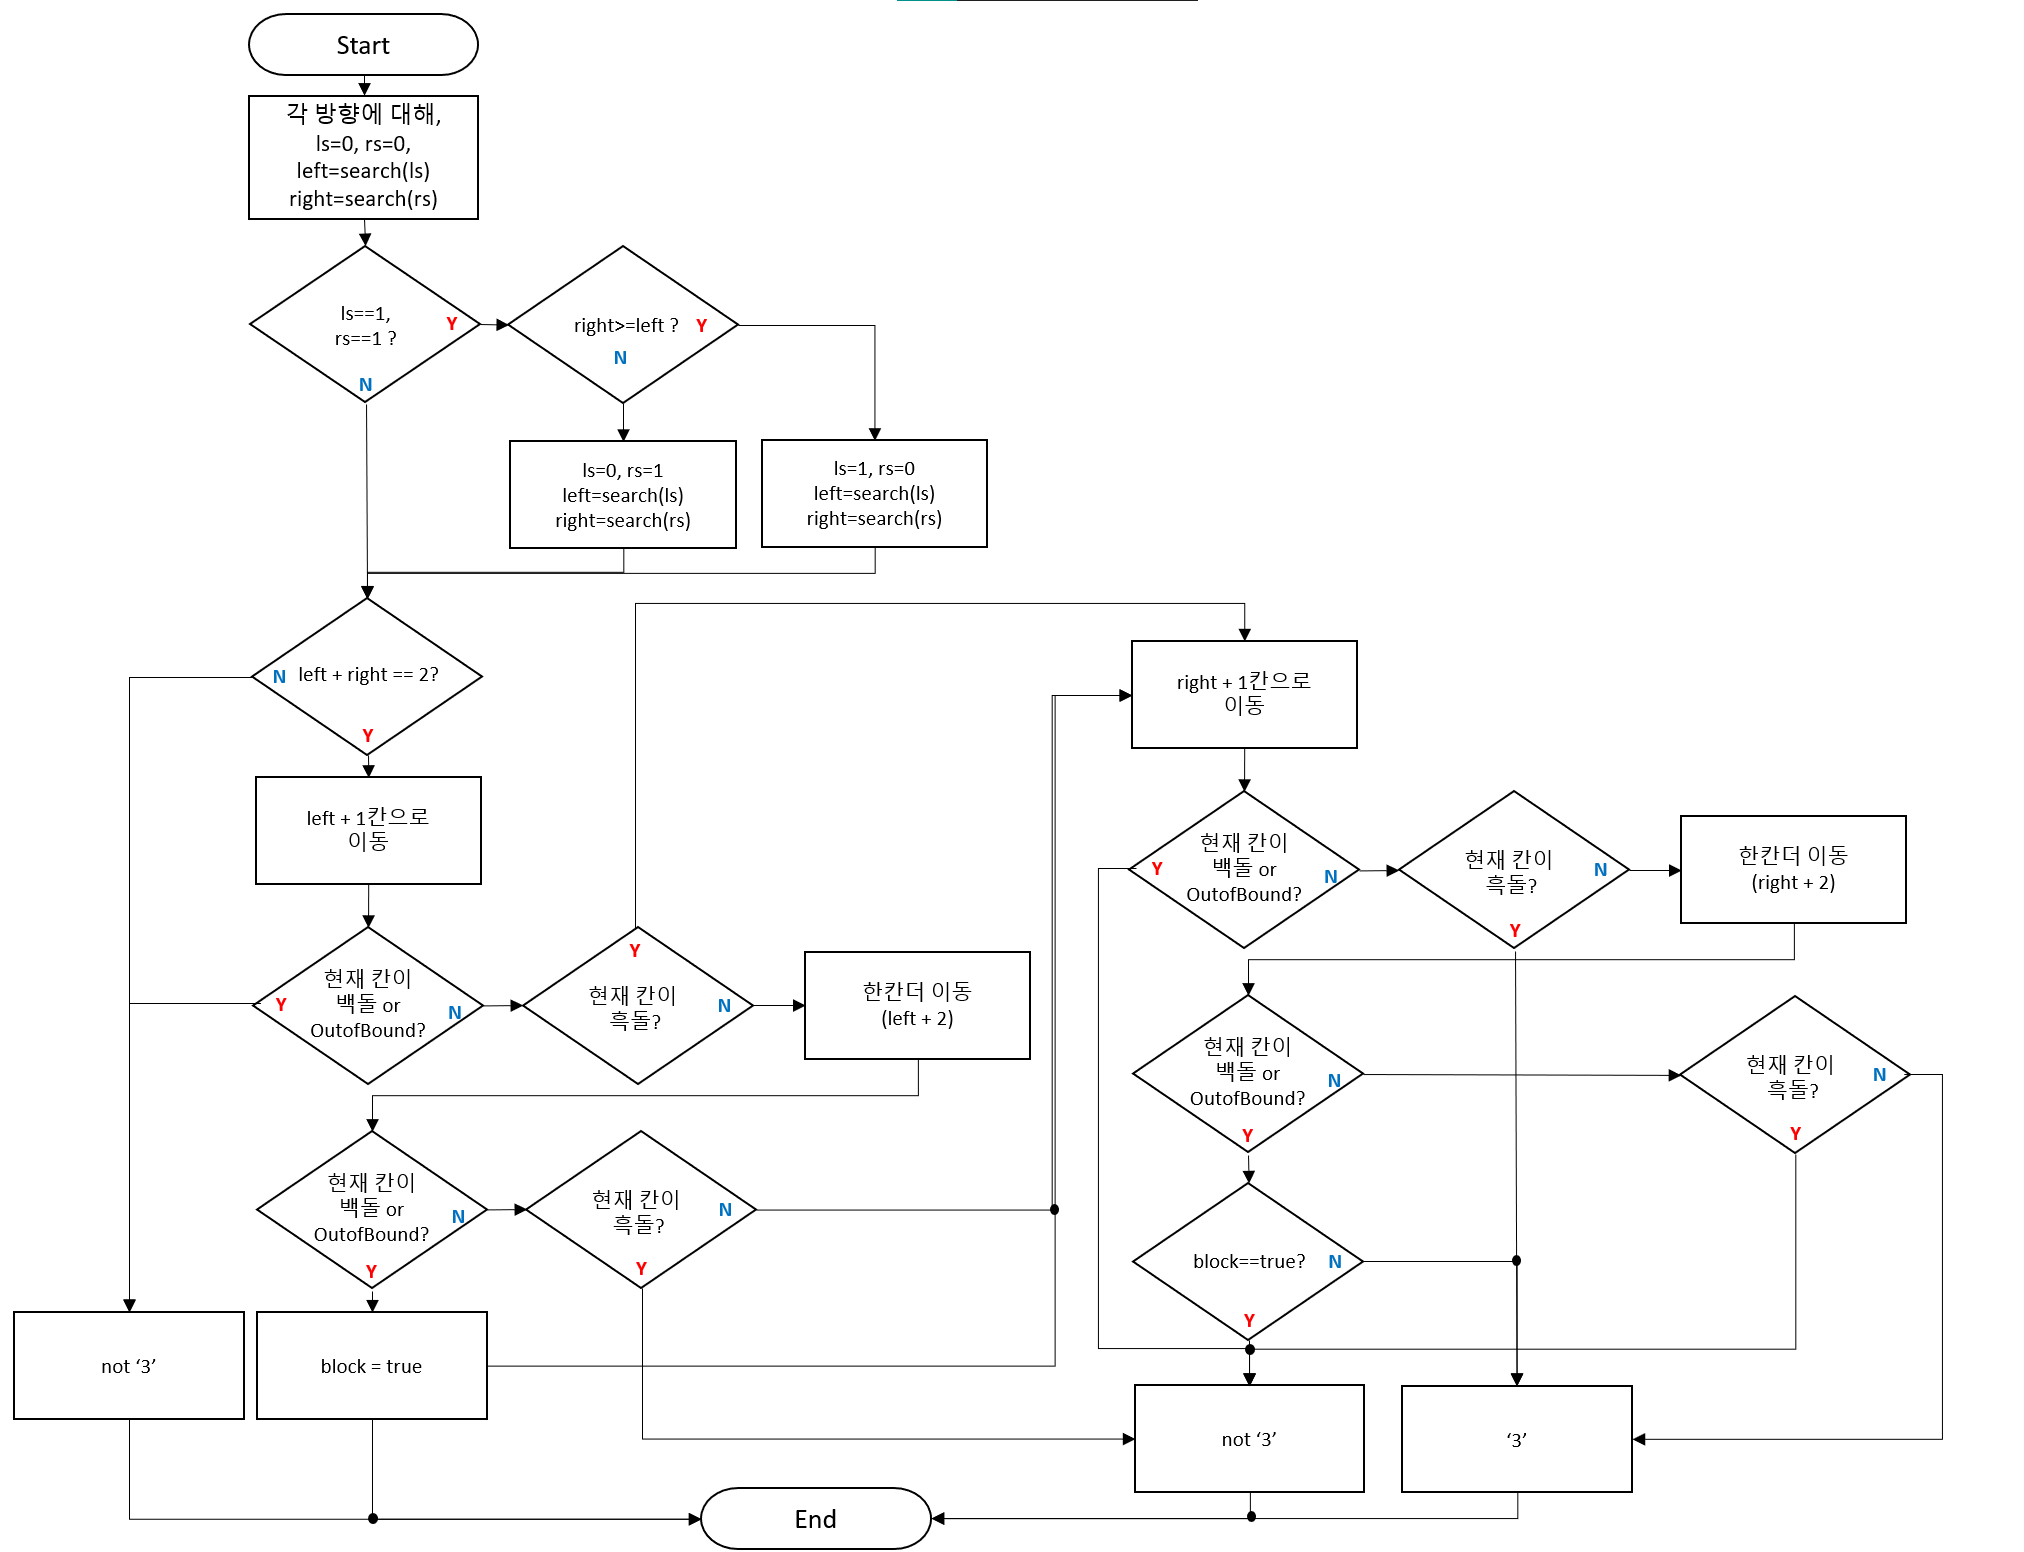 Start
각 방향에 대해,
ls=0, rs=0,
left=search(ls)
right=search(rs)
ls==1,
rs==1 ?
Y
N
right>=left ?
Y
N
ls=0, rs=1
left=search(ls)
right=search(rs)
ls=1, rs=0
left=search(ls)
right=search(rs)
N
left + right == 2?
Y
left + 1칸으로
이동
현재 칸이
백돌 or
OutofBound?
Y
N
Y
현재 칸이
흑돌?
N
한칸더 이동
(left + 2)
현재 칸이
백돌 or
OutofBound?
N
Y
현재 칸이
흑돌?
N
Y
not ‘3’
block = true
right + 1칸으로
이동
현재 칸이
백돌 or
OutofBound?
Y
N
현재 칸이
흑돌?
N
Y
한칸더 이동
(right + 2)
현재 칸이
백돌 or
OutofBound?
N
Y
현재 칸이
흑돌?
N
Y
block==true?
N
Y
not ‘3’
‘3’
End